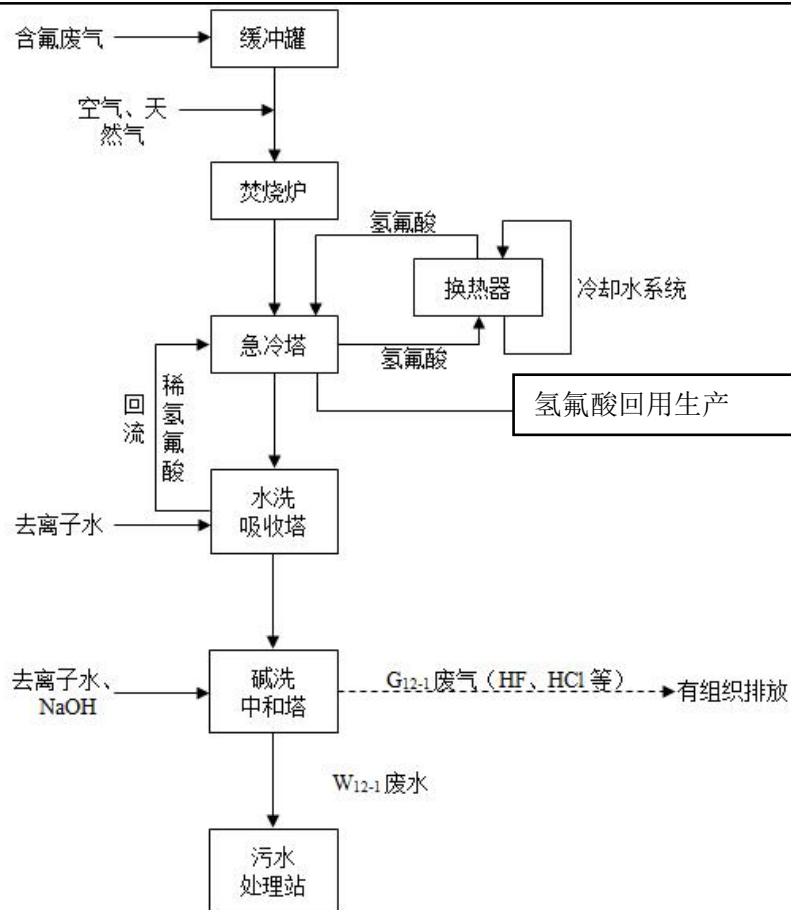 含氟废气
缓冲罐
空气、天
然气
焚烧炉
氢氟酸
换热器
冷却水系统
急冷塔
氢氟酸
回流
稀氢氟酸
氢氟酸回用生产
水洗
吸收塔
去离子水
去离子水、
NaOH
碱洗
中和塔
G12-1 废气（HF、HCl 等）
有组织排放
W12-1 废水
污水
处理站